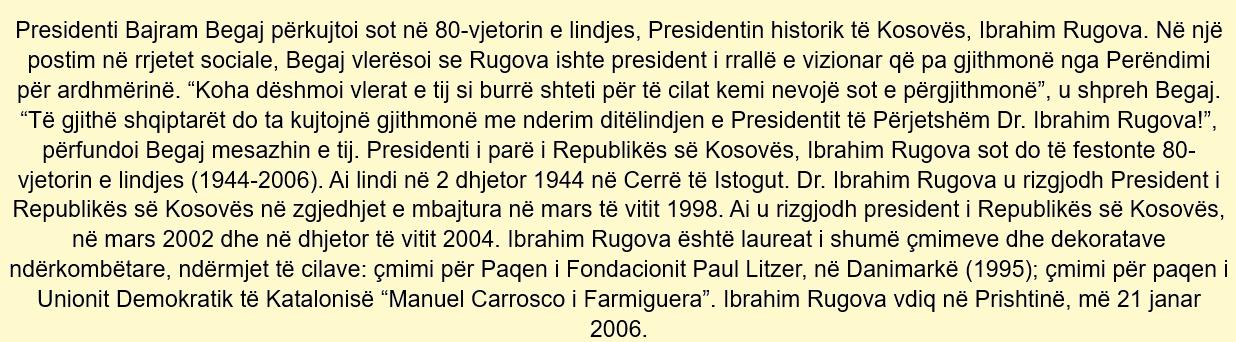 Presidenti Bajram Begaj përkujtoi sot në 80-vjetorin e lindjes, Presidentin historik të Kosovës, Ibrahim Rugova. Në një
postim në rrjetet sociale, Begaj vlerësoi se Rugova ishte president i rrallë e vizionar që pa gjithmonë nga Perëndimi
për ardhmërinë. “Koha dëshmoi vlerat e tij si burrë shteti për të cilat kemi nevojë sot e përgjithmonë”, u shpreh Begaj.
“Të gjithë shqiptarët do ta kujtojnë gjithmonë me nderim ditëlindjen e Presidentit të Përjetshëm Dr. Ibrahim Rugova!”,
përfundoi Begaj mesazhin e tij. Presidenti i parë i Republikës së Kosovës, Ibrahim Rugova sot do të festonte 80-
vjetorin e lindjes (1944-2006). Ai lindi në 2 dhjetor 1944 në Cerrë të Istogut. Dr. Ibrahim Rugova u rizgjodh President i
Republikës së Kosovës në zgjedhjet e mbajtura në mars të vitit 1998. Ai u rizgjodh president i Republikës së Kosovës,
në mars 2002 dhe në dhjetor të vitit 2004. Ibrahim Rugova është laureat i shumë çmimeve dhe dekoratave
ndërkombëtare, ndërmjet të cilave: çmimi për Paqen i Fondacionit Paul Litzer, në Danimarkë (1995); çmimi për paqen i
Unionit Demokratik të Katalonisë “Manuel Carrosco i Farmiguera”. Ibrahim Rugova vdiq në Prishtinë, më 21 janar
2006.